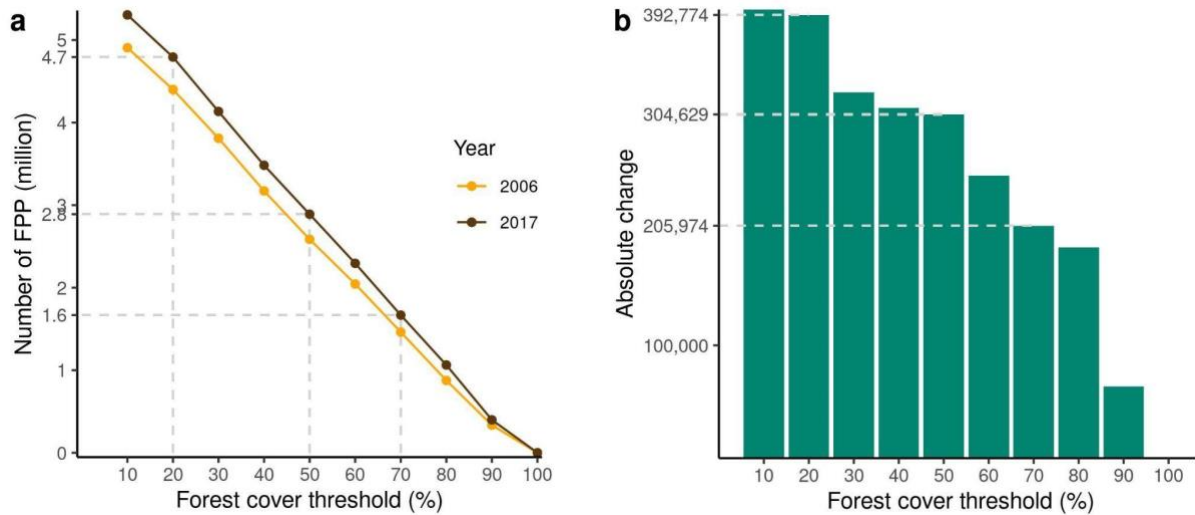 a
Number of FPP (million)
5
4.7
4
3
2.8
2
1.6
1
0
10 20 30 40 50 60 70 80 90 100
Forest cover threshold (%)
Year
2006
2017
b
Absolute change
392,774
304,629
205,974
100,000
10 20 30 40 50 60 70 80 90 100
Forest cover threshold (%)